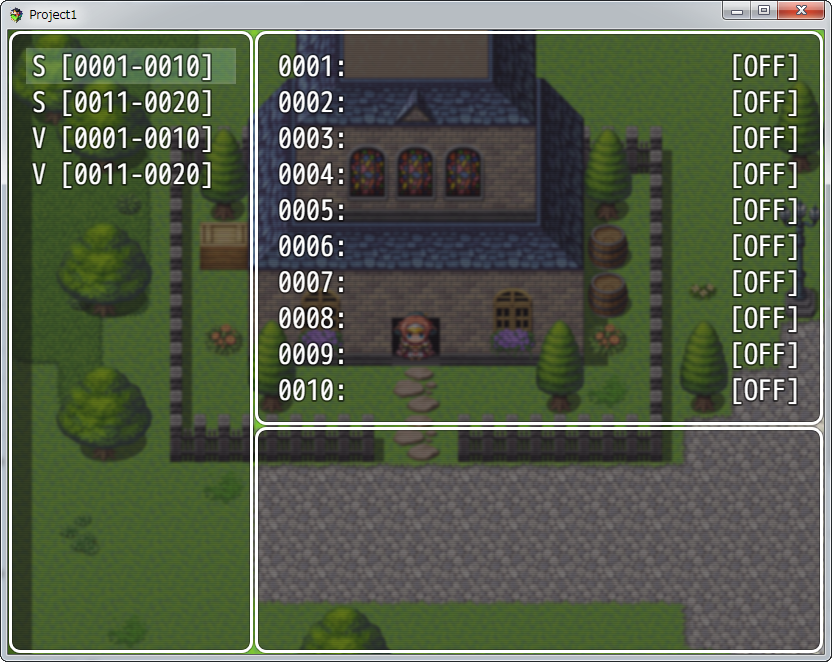 Project1
S [0001-0010]
S [0011-0020]
V [0001-0010]
V [0011-0020]
0001: [OFF]
0002: [OFF]
0003: [OFF]
0004: [OFF]
0005: [OFF]
0006: [OFF]
0007: [OFF]
0008: [OFF]
0009: [OFF]
0010: [OFF]